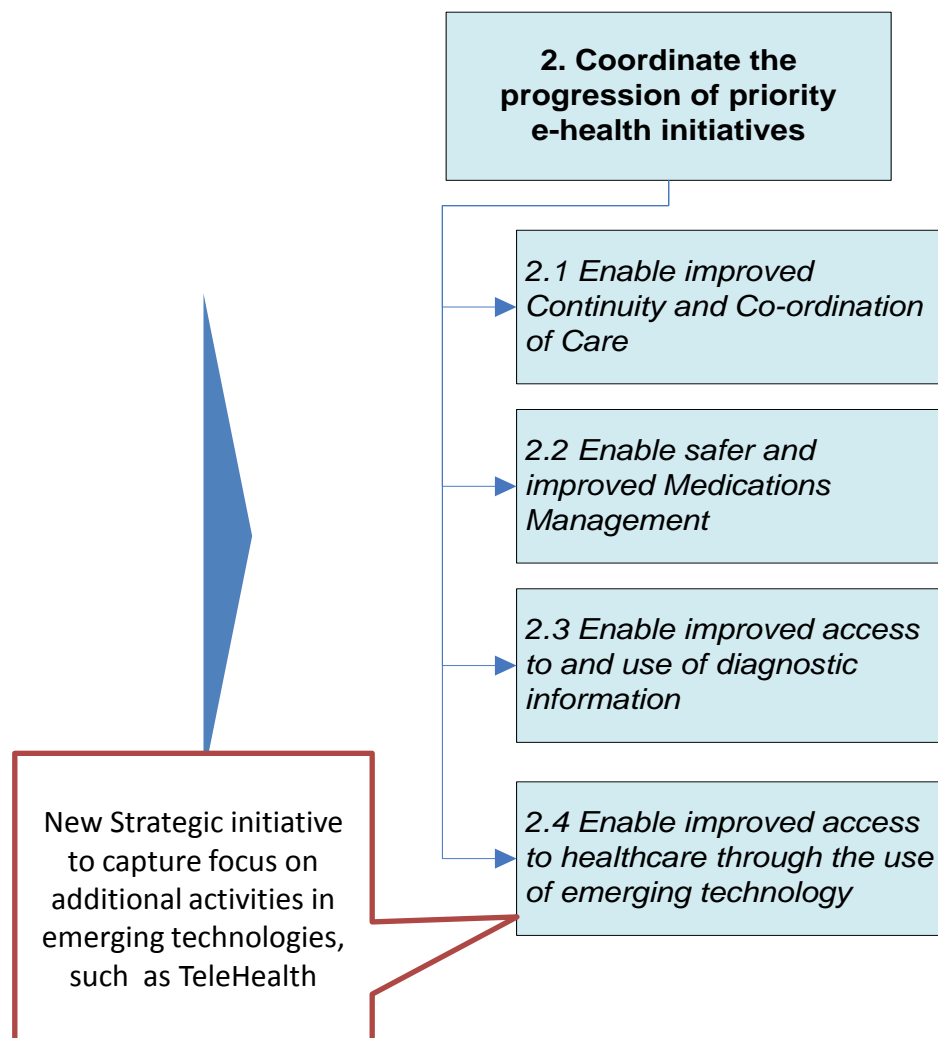 2. Coordinate the
progression of priority
e-health initiatives
2.1 Enable improved
Continuity and Co-ordination
of Care
2.2 Enable safer and
improved Medications
Management
2.3 Enable improved access
to and use of diagnostic
information
2.4 Enable improved access
to healthcare through the use
of emerging technology
New Strategic initiative
to capture focus on
additional activities in
emerging technologies,
such as TeleHealth